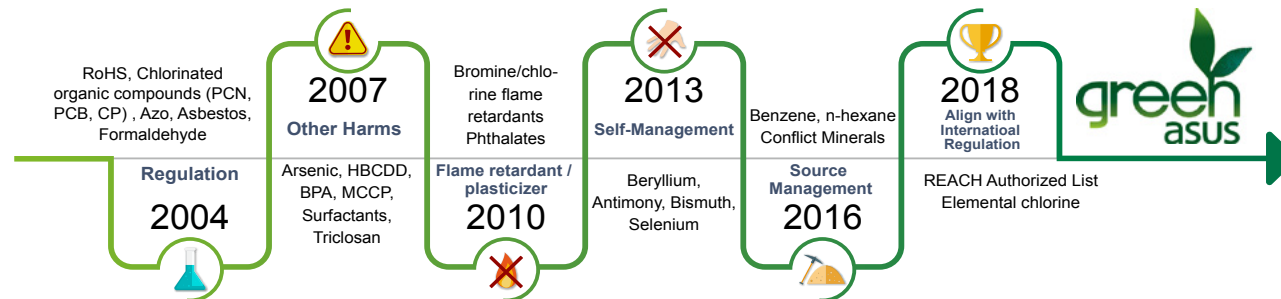 RoHS, Chlorinated
organic compounds (PCN,
PCB, CP) , Azo, Asbestos,
Formaldehyde
Regulation
2004
2007
Other Harms
Arsenic, HBCDD,
BPA, MCCP,
Surfactants,
Triclosan
Bromine/chlo-
rine flame
retardants
Phthalates
Flame retardant /
plasticizer
2010
2013
Self-Management
Beryllium,
Antimony, Bismuth,
Selenium
Benzene, n-hexane
Conflict Minerals
Source
Management
2016
2018
Align with
Internatioal
Regulation
REACH Authorized List
Elemental chlorine
green
asus